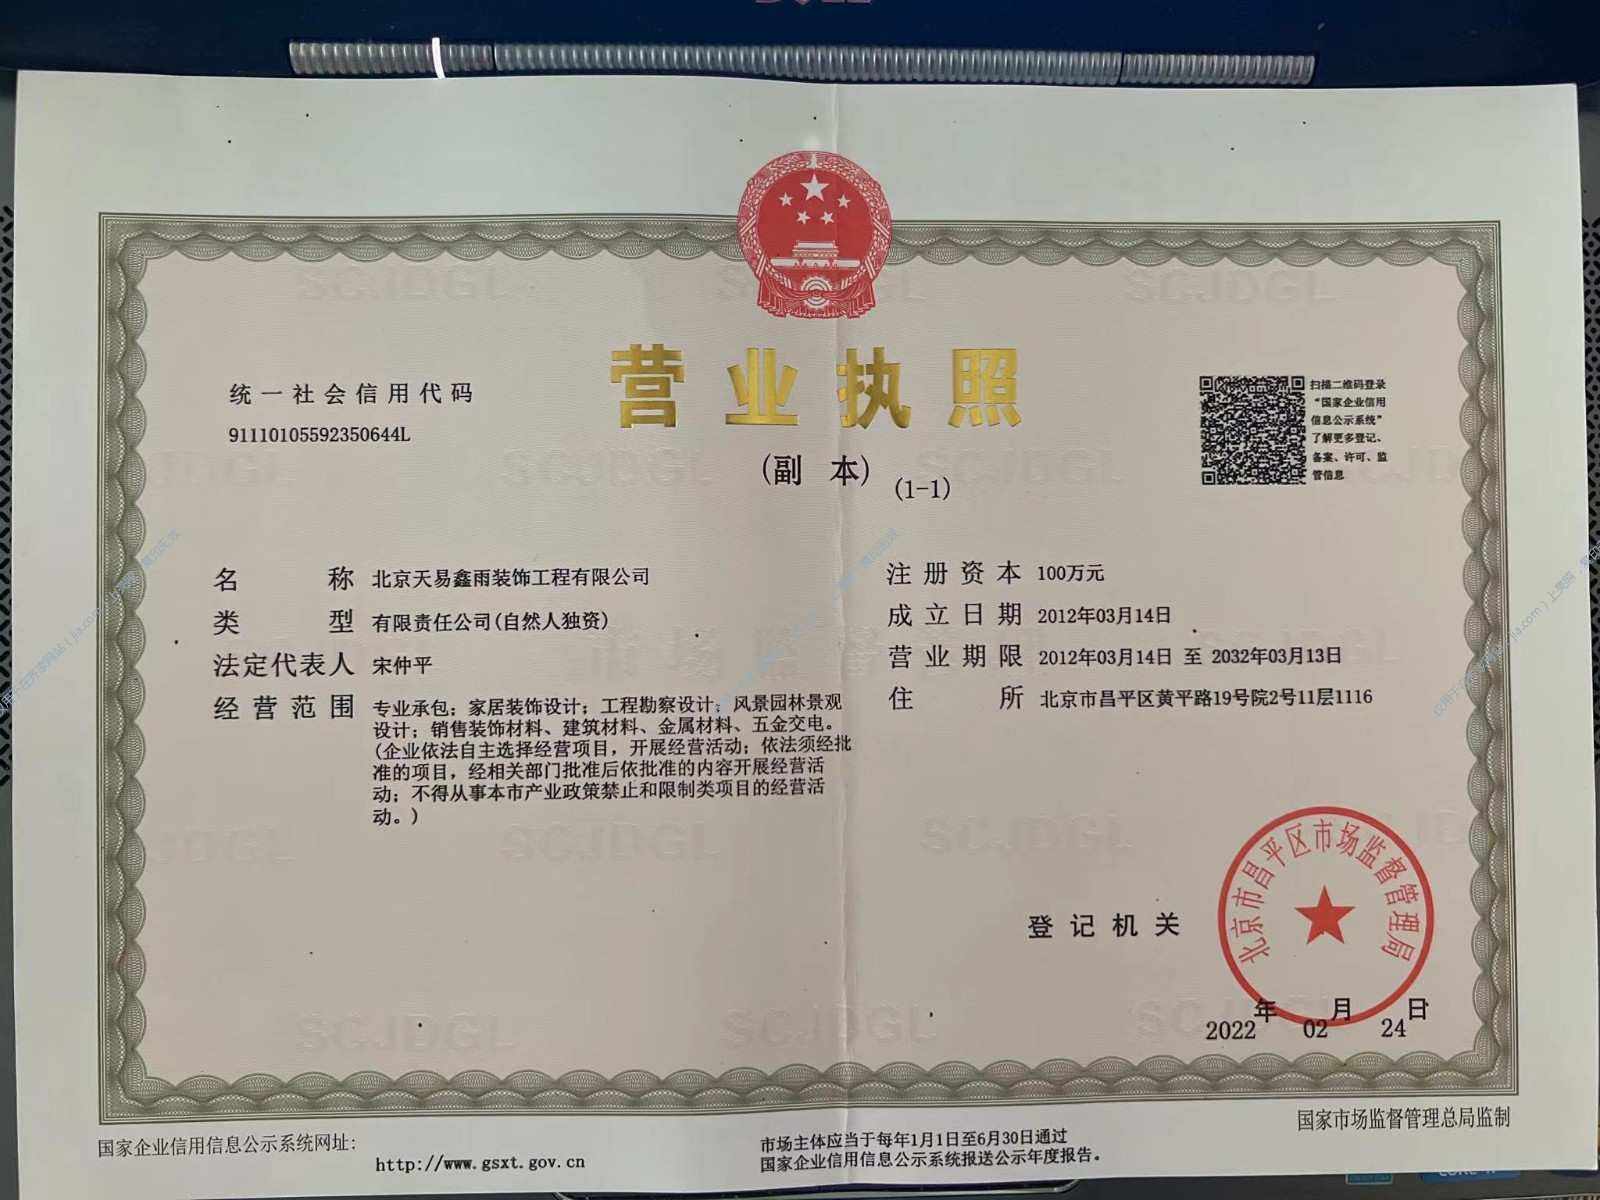 营业执照
(副 本) (1-1)
统一社会信用代码
91110105592350644L
扫描二维码登录
“国家企业信用
信息公示系统”
了解更多登记、
备案、许可、监
管信息
名 称 北京天易鑫雨装饰工程有限公司
类 型 有限责任公司(自然人独资)
法定代表人 宋仲平
经营范围 专业承包；家居装饰设计；工程勘察设计；风景园林景观
设计；销售装饰材料、建筑材料、金属材料、五金交电。
(企业依法自主选择经营项目，开展经营活动；依法须经批
准的项目，经相关部门批准后依批准的内容开展经营活
动；不得从事本市产业政策禁止和限制类项目的经营活
动。)
注册资本 100万元
成立日期 2012年03月14日
营业期限 2012年03月14日 至 2032年03月13日
住 所 北京市昌平区黄平路19号院2号11层1116
登记机关
北京市昌平区市场监督管理局
2022年02月24日
国家企业信用信息公示系统网址：
http://www.gsxt.gov.cn
市场主体应当于每年1月1日至6月30日通过
国家企业信用信息公示系统报送公示年度报告。
国家市场监督管理总局监制